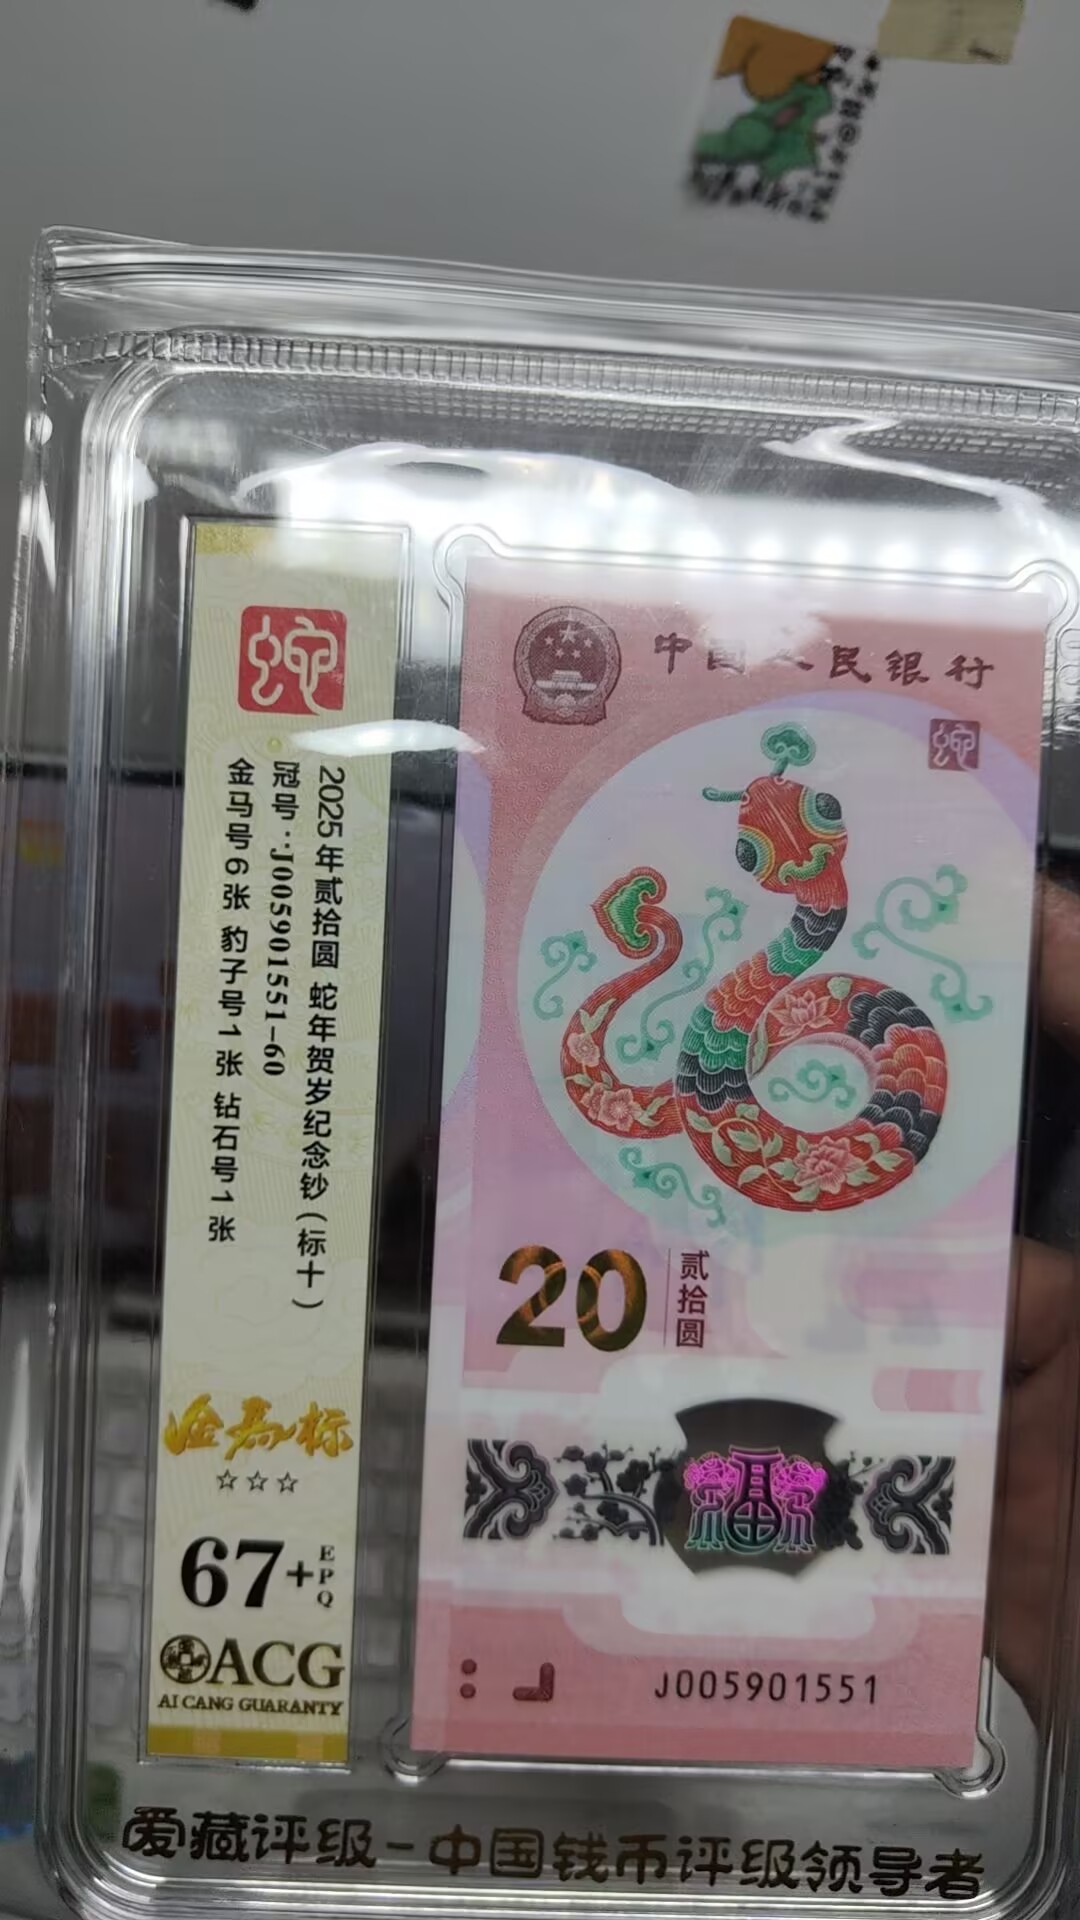 蛇
2025年贰拾圆 蛇年贺岁纪念钞（标十）
冠号：J005901551-60
金马号6张 豹子号1张 钻石号1张
金马标
☆☆☆
67+EPQ
ACG
AI CANG GUARANTY
中国人民银行
蛇
20
贰拾圆
福
J005901551
爱藏评级-中国钱币评级领导者